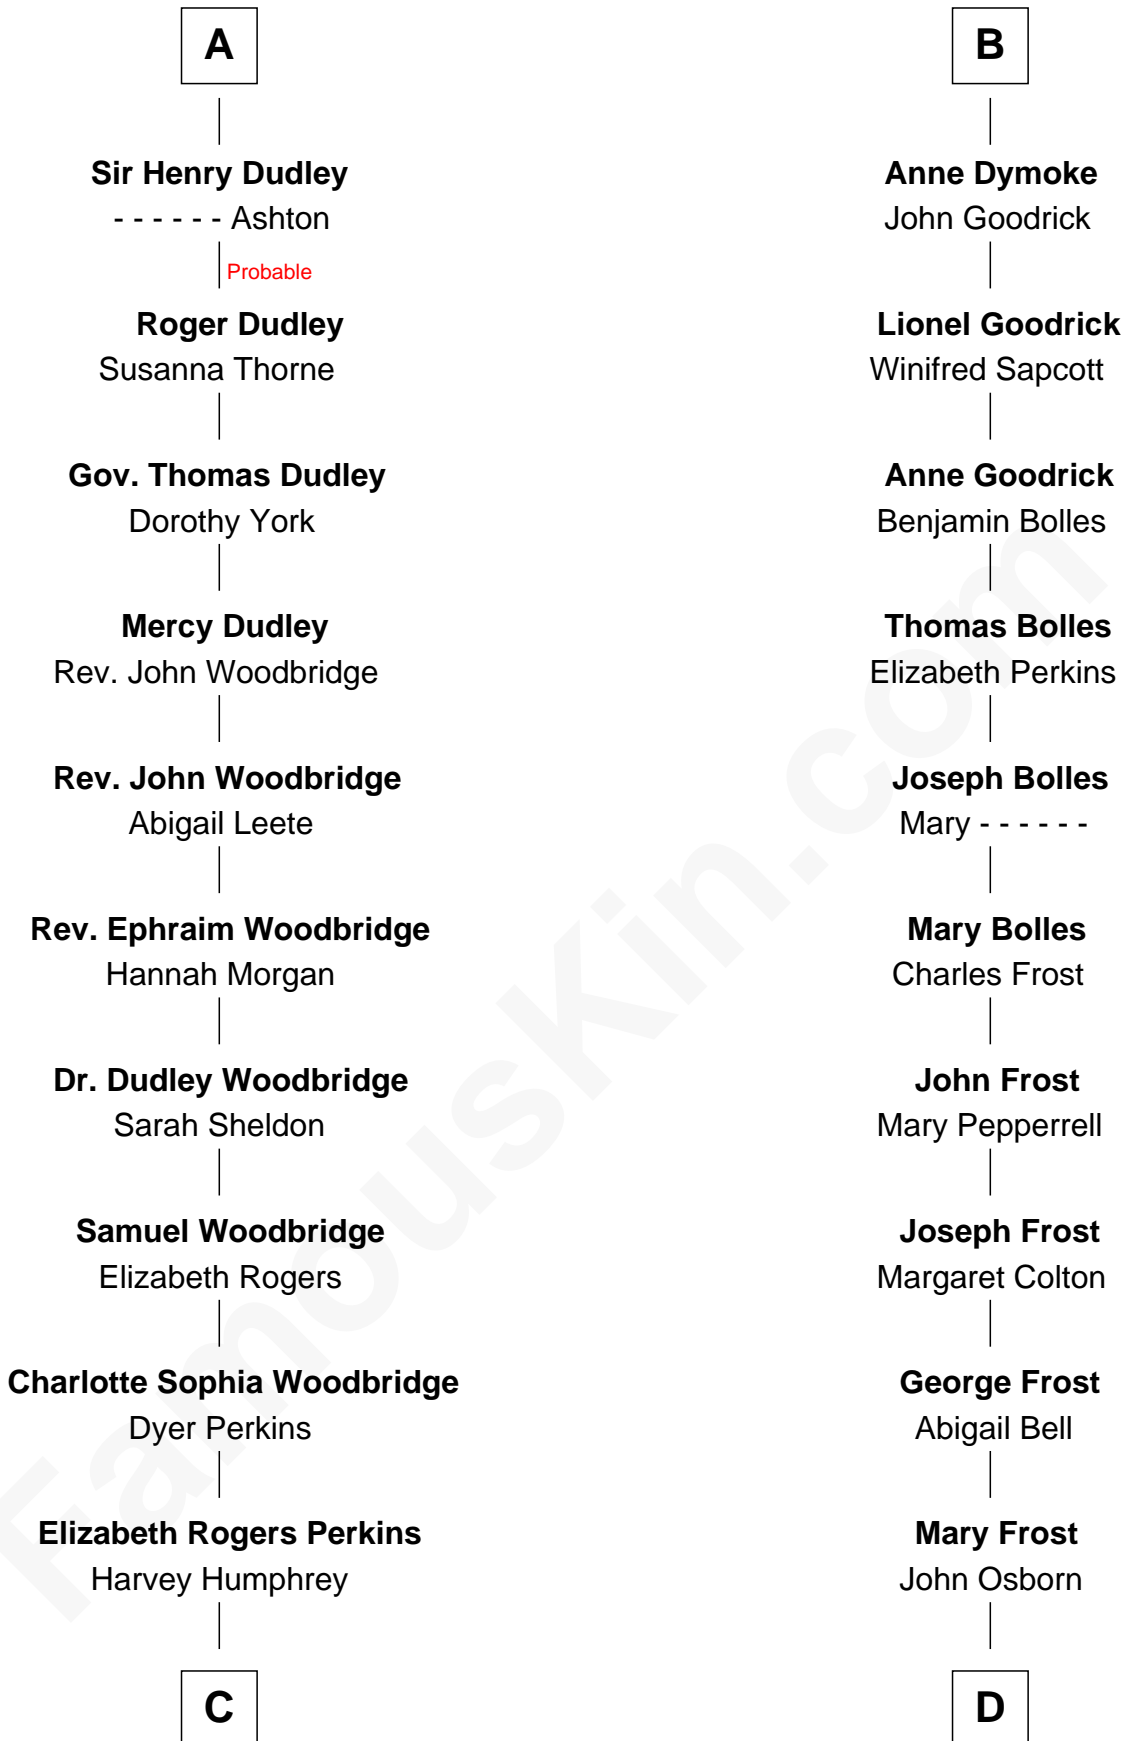 A
Sir Henry Dudley
- - - - - - Ashton
Probable
Roger Dudley
Susanna Thorne
Gov. Thomas Dudley
Dorothy York
Mercy Dudley
Rev. John Woodbridge
Rev. John Woodbridge
Abigail Leete
Rev. Ephraim Woodbridge
Hannah Morgan
Dr. Dudley Woodbridge
Sarah Sheldon
Samuel Woodbridge
Elizabeth Rogers
Charlotte Sophia Woodbridge
Dyer Perkins
Elizabeth Rogers Perkins
Harvey Humphrey
C
B
Anne Dymoke
John Goodrick
Lionel Goodrick
Winifred Sapcott
Anne Goodrick
Benjamin Bolles
Thomas Bolles
Elizabeth Perkins
Joseph Bolles
Mary - - - - - -
Mary Bolles
Charles Frost
John Frost
Mary Pepperrell
Joseph Frost
Margaret Colton
George Frost
Abigail Bell
Mary Frost
John Osborn
D
FamousKin.com